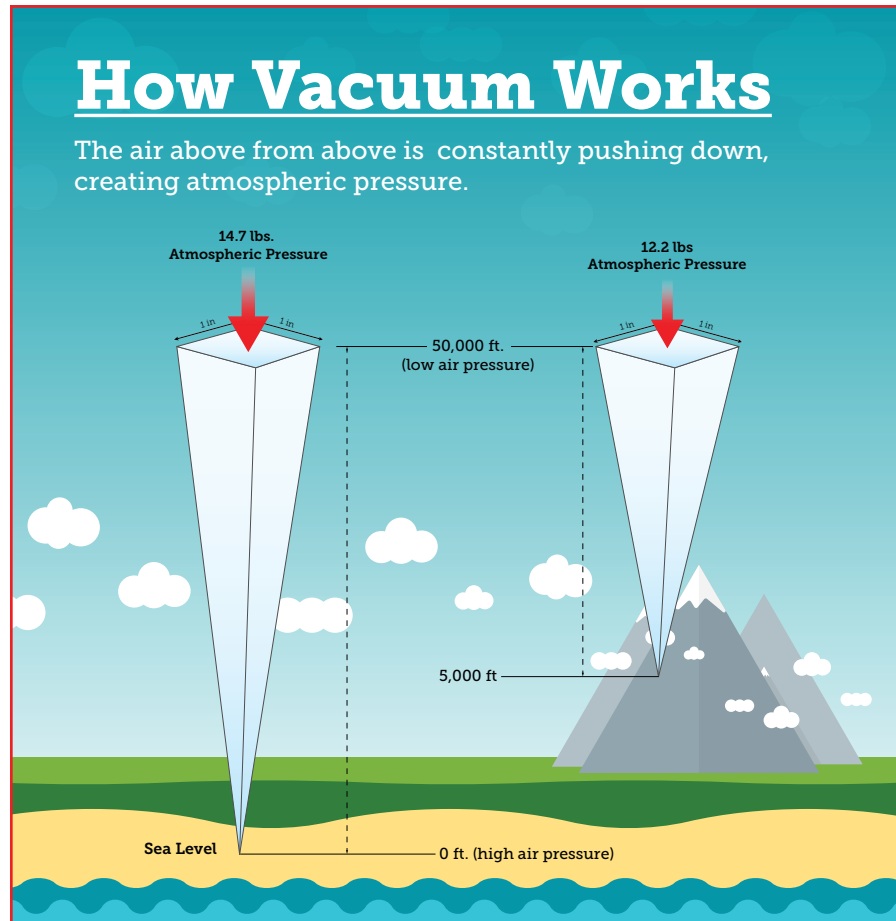 How Vacuum Works
The air above from above is constantly pushing down,
creating atmospheric pressure.
14.7 lbs.
Atmospheric Pressure
12.2 lbs
Atmospheric Pressure
1 in
1 in
1 in
1 in
50,000 ft.
(low air pressure)
5,000 ft
Sea Level
0 ft. (high air pressure)